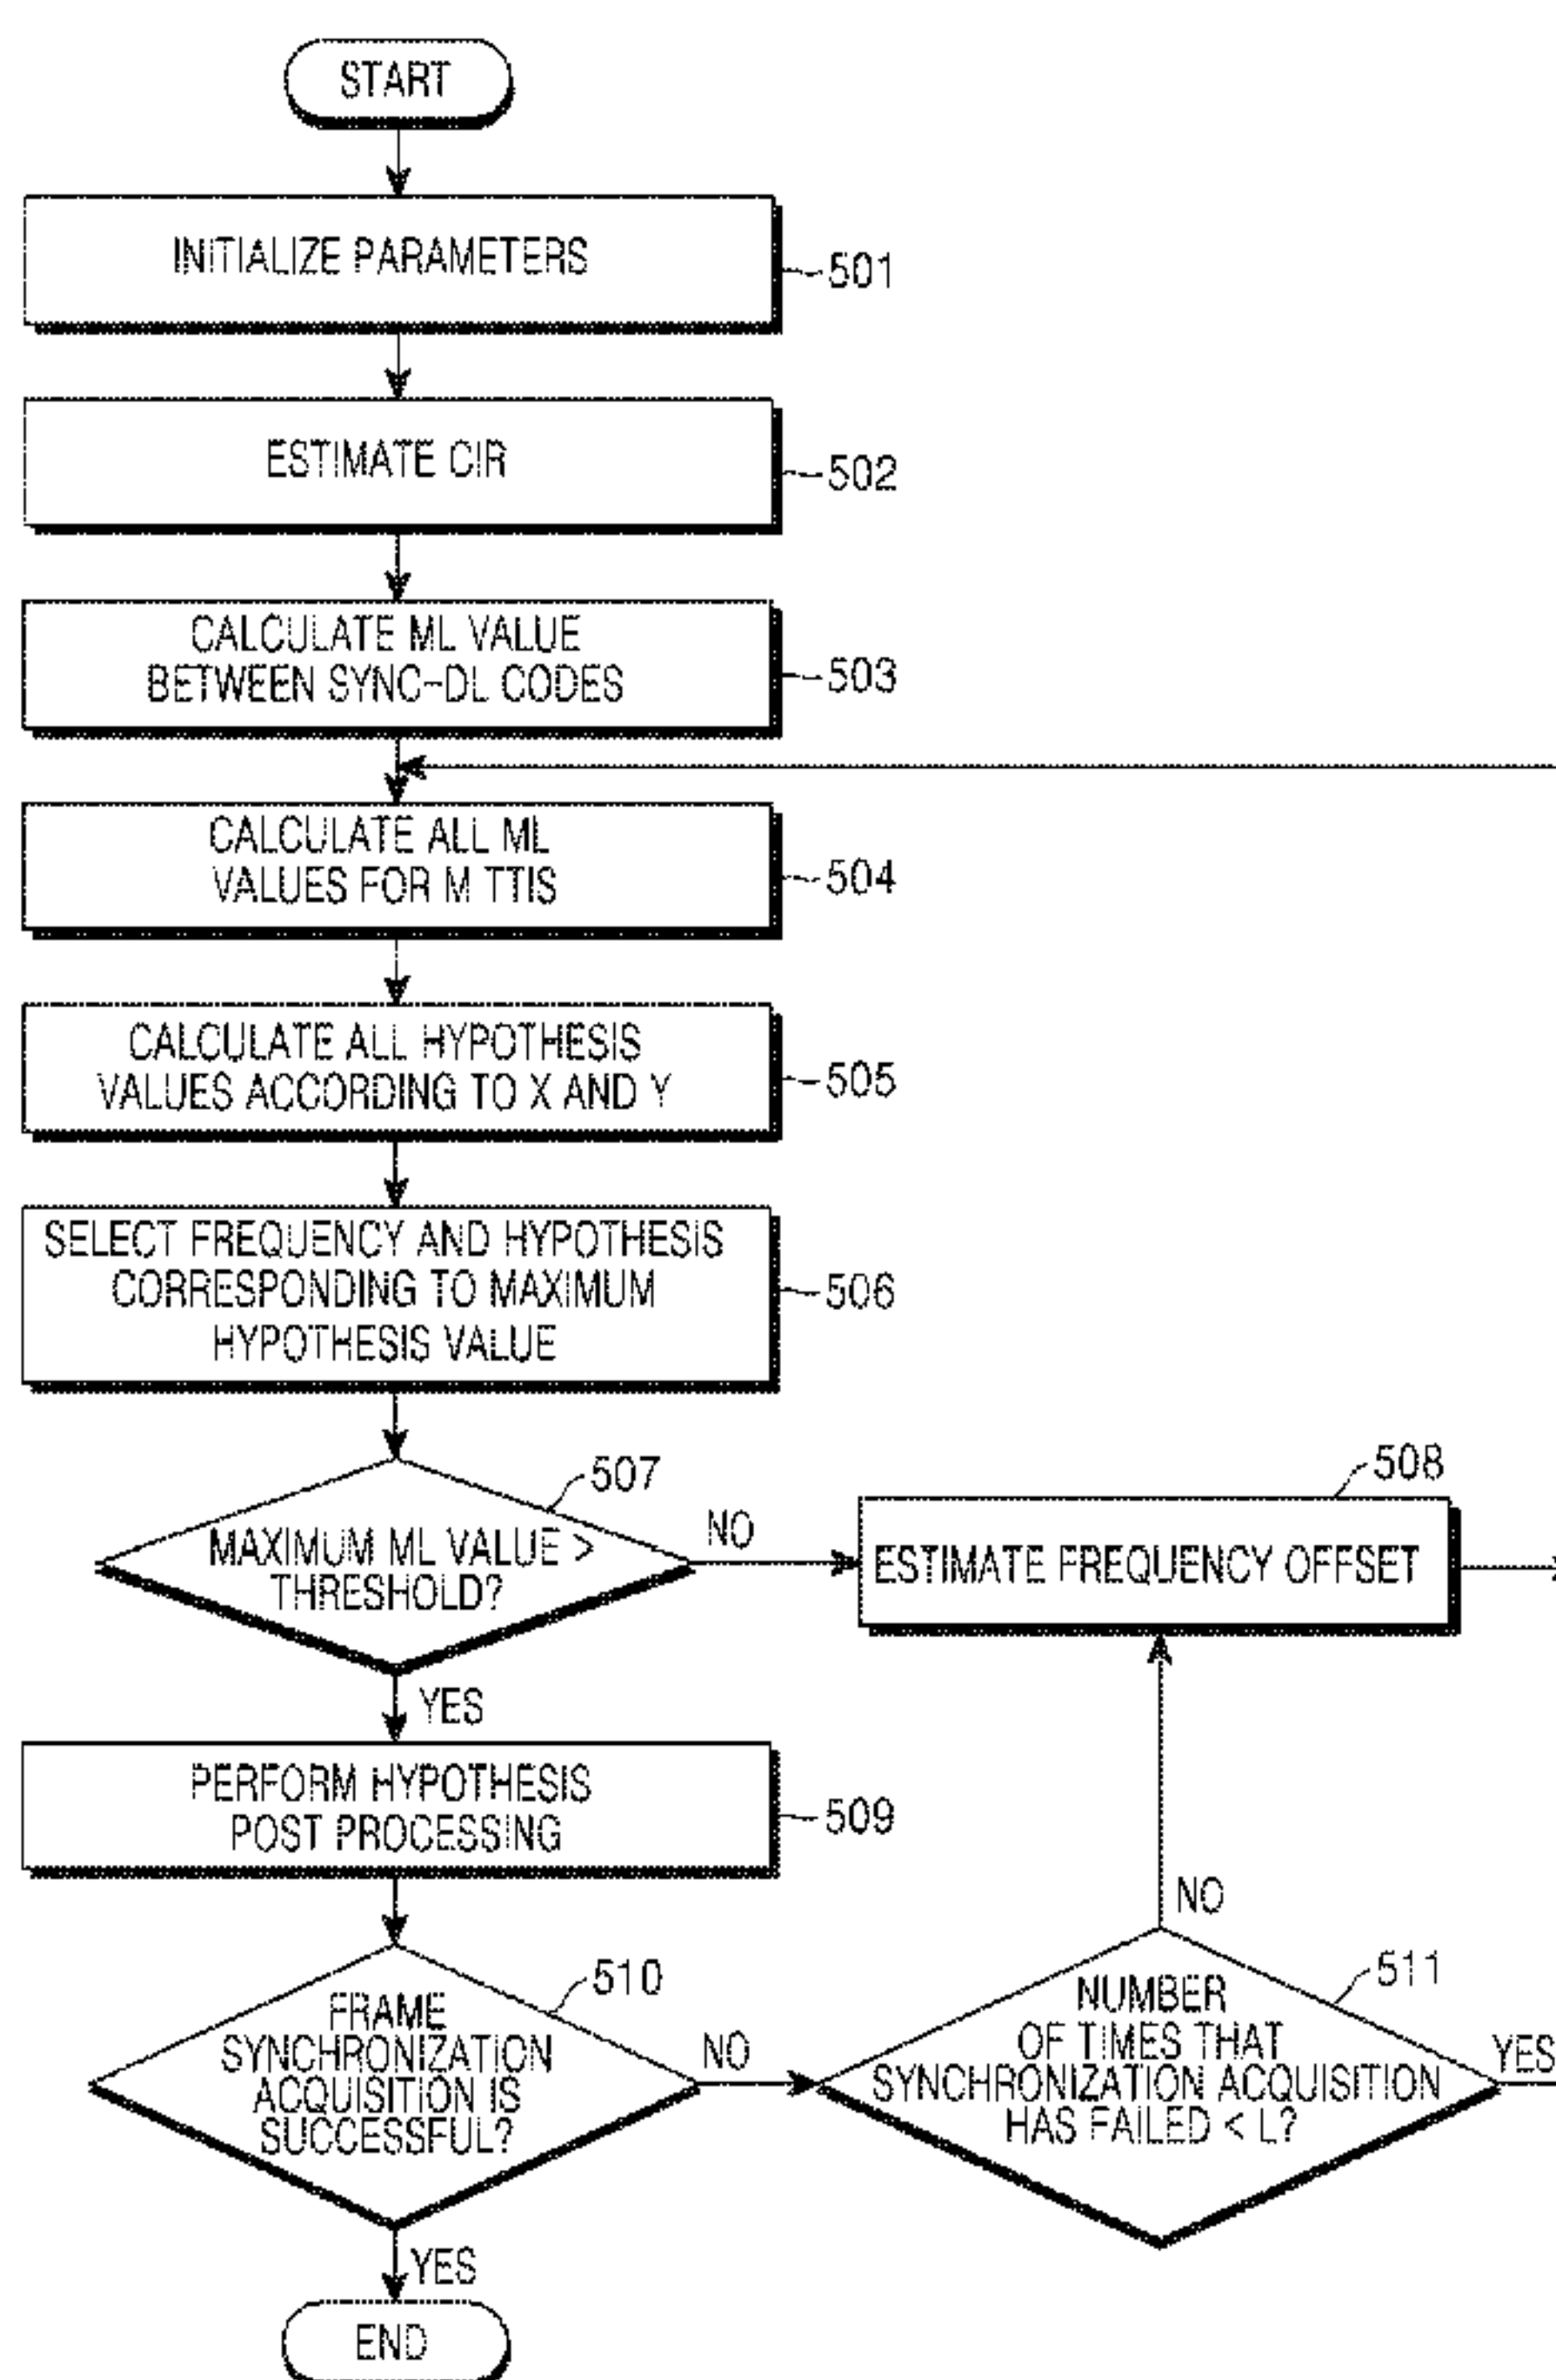 START
INITIALIZE PARAMETERS
501
ESTIMATE CIR
502
CALCULATE ML VALUE
BETWEEN SYNC-DL CODES
503
CALCULATE ALL ML
VALUES FOR M TTIS
504
CALCULATE ALL HYPOTHESIS
VALUES ACCORDING TO X AND Y
505
SELECT FREQUENCY AND HYPOTHESIS
CORRESPONDING TO MAXIMUM
HYPOTHESIS VALUE
506
507
MAXIMUM ML VALUE >
THRESHOLD?
NO
508
ESTIMATE FREQUENCY OFFSET
YES
PERFORM HYPOTHESIS
POST PROCESSING
509
510
FRAME
SYNCHRONIZATION
ACQUISITION IS
SUCCESSFUL?
NO
NO
511
NUMBER
OF TIMES THAT
SYNCHRONIZATION ACQUISITION
HAS FAILED < L?
YES
YES
END